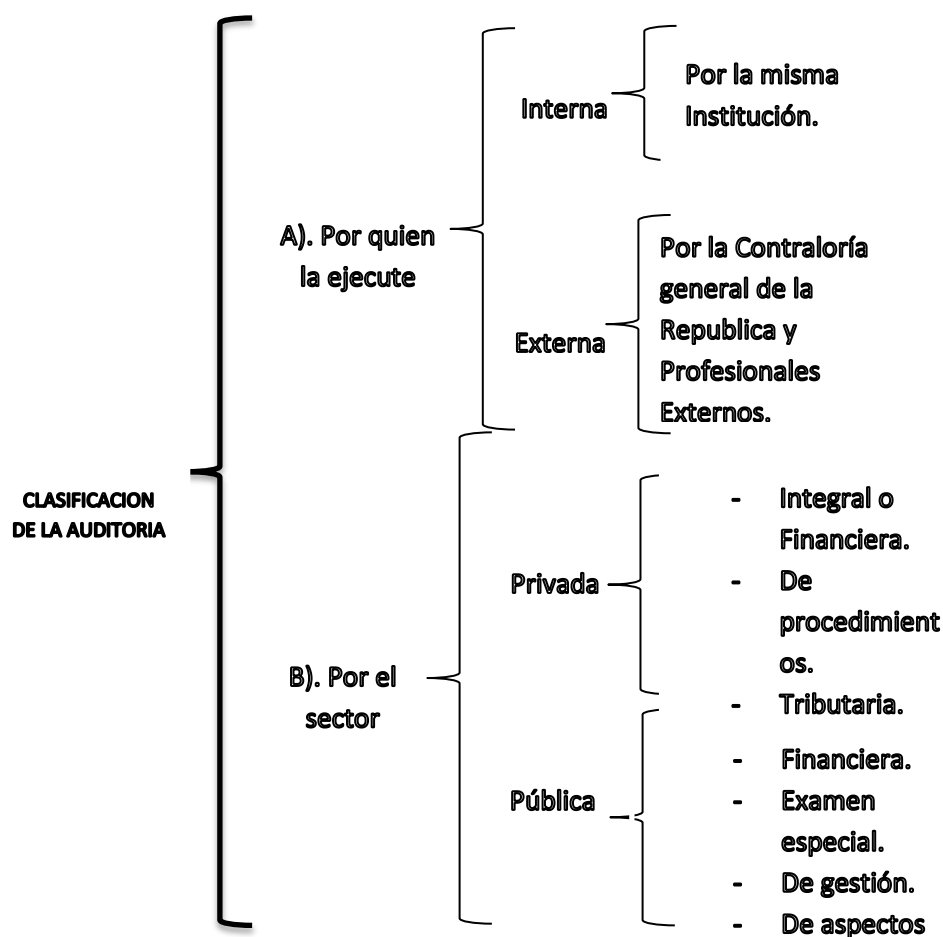 CLASIFICACION
DE LA AUDITORIA
A). Por quien
la ejecute
Interna
Por la misma
Institución.
Externa
Por la Contraloría
general de la
Republica y
Profesionales
Externos.
B). Por el
sector
Privada
- Integral o
Financiera.
- De
procedimient
os.
- Tributaria.
Pública
- Financiera.
- Examen
especial.
- De gestión.
- De aspectos